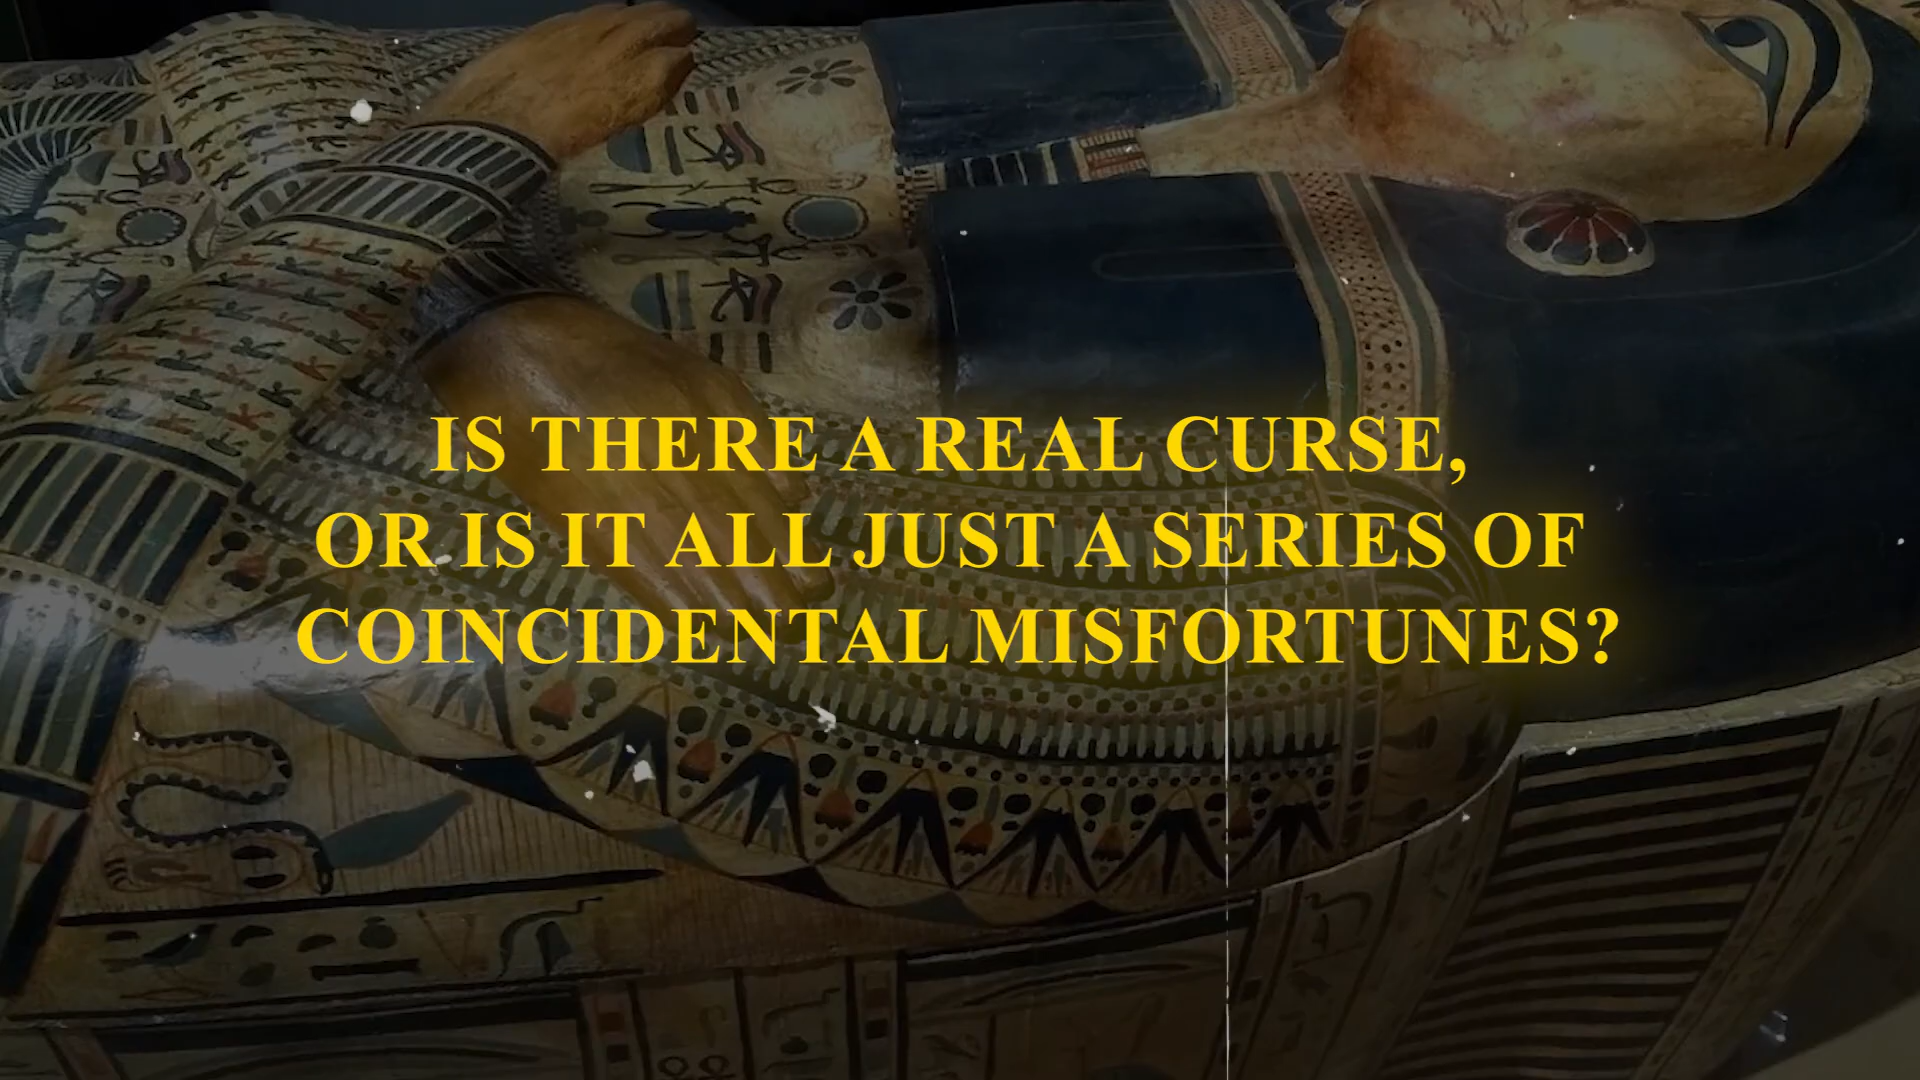 IS THERE A REAL CURSE,
OR IS IT ALL JUST A SERIES OF
COINCIDENTAL MISFORTUNES?